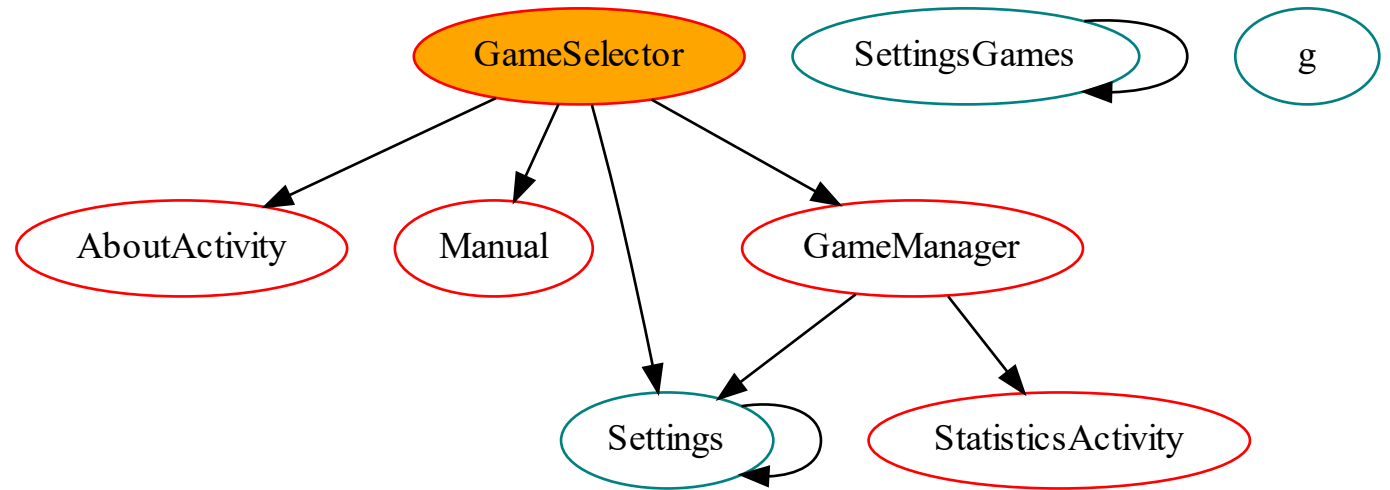 GameSelector
SettingsGames
g
AboutActivity
Manual
GameManager
Settings
StatisticsActivity